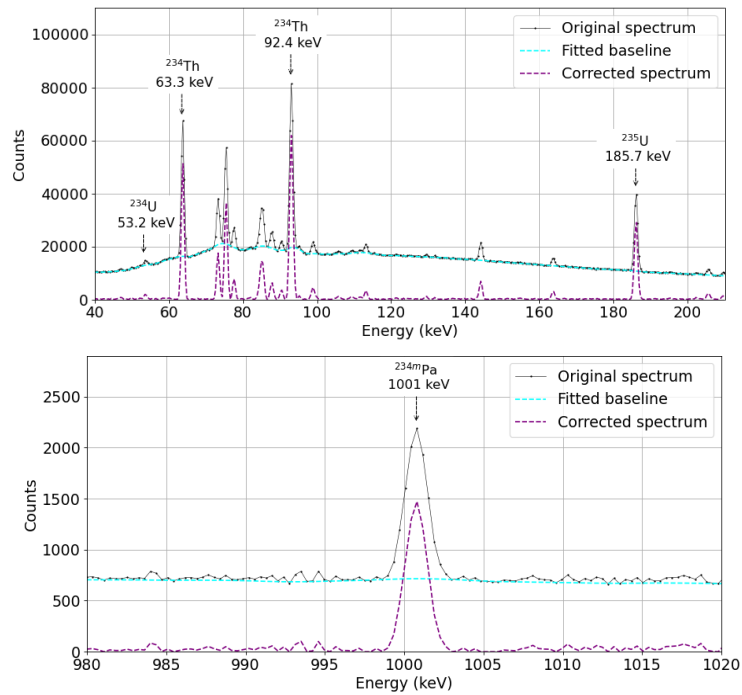 100000
80000
60000
40000
20000
0
Counts
²³⁴Th
92.4 keV
²³⁴Th
63.3 keV
²³⁴U
53.2 keV
²³⁵U
185.7 keV
Original spectrum
Fitted baseline
Corrected spectrum
40 60 80 100 120 140 160 180 200
Energy (keV)
2500
2000
1500
1000
500
0
Counts
²³⁴ᵐPa
1001 keV
Original spectrum
Fitted baseline
Corrected spectrum
980 985 990 995 1000 1005 1010 1015 1020
Energy (keV)